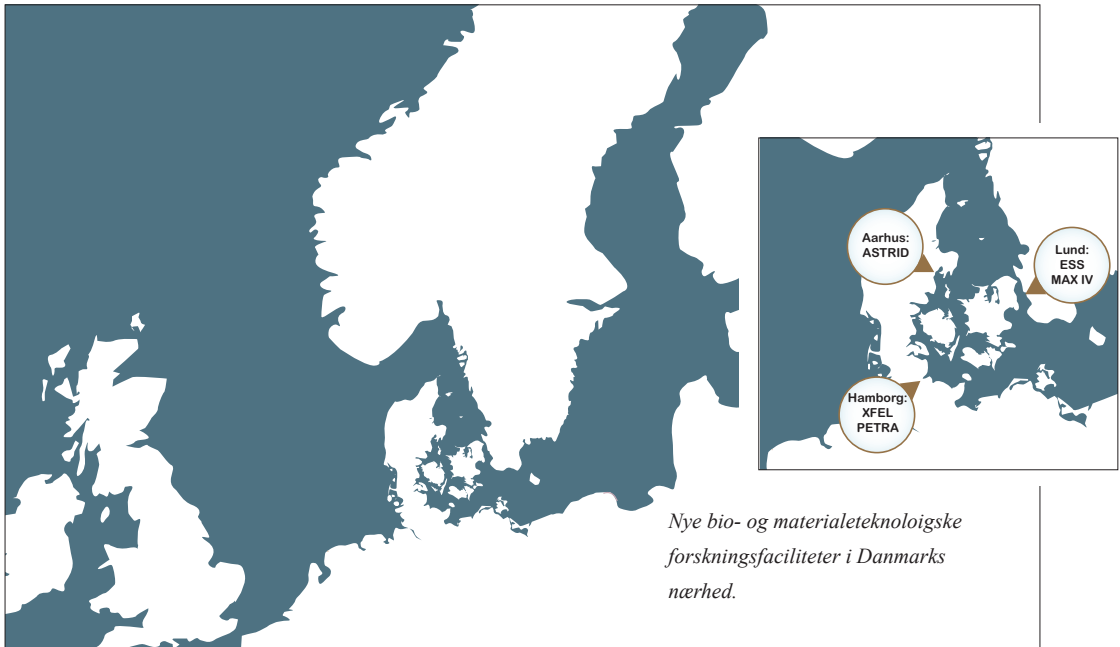 Aarhus:
ASTRID
Lund:
ESS
MAX IV
Hamborg:
XFEL
PETRA
Nye bio- og materialeteknoloigske
forskningsfaciliteter i Danmarks
nærhed.